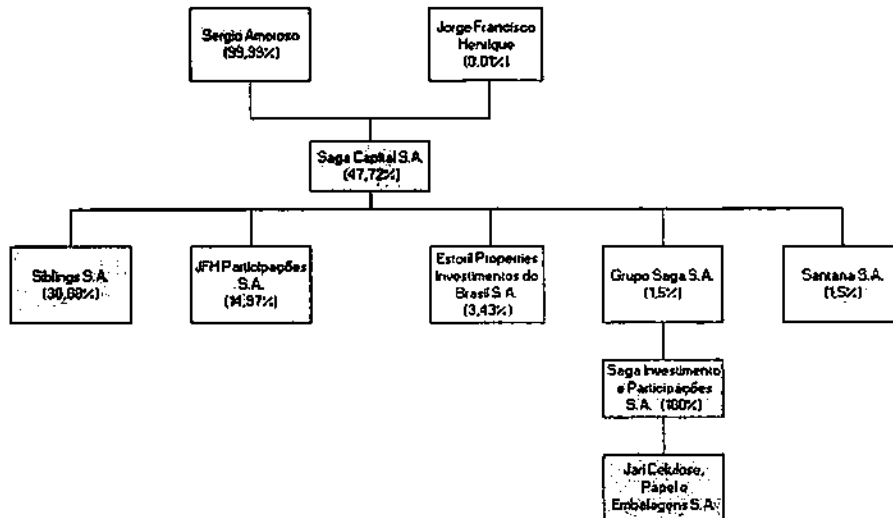 Sergio Amoroso
(99,99%)
Jorge Francisco
Henrique
(0,01%)
Saga Capital S.A.
(47,72%)
Siblings S.A.
JFH Participações
S.A.
(14,97%)
Estoril Properties
Investimentos do
Brasil S.A.
(3,43%)
Grupo Saga S.A.
(1,5%)
Santana S.A.
(1,5%)
Saga Investimento
e Participações
S.A. (100%)
Jari Celulose,
Papel e
Embalagens S.A.